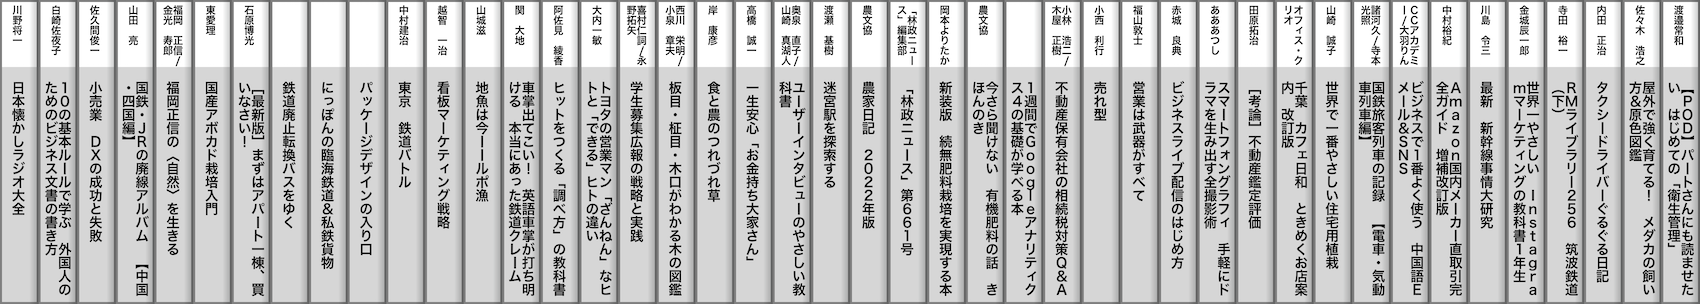 渡邉常和
【POD】パートさんにも読ませた
い　はじめての「衛生管理」
佐々木　浩之
屋外で強く育てる！　メダカの飼い
方＆原色図鑑
内田　正治
タクシードライバーぐるぐる日記
寺田　裕一
RMライブラリー256　筑波鉄道
（下）
金城辰一郎
世界一やさしい　Instagra
mマーケティングの教科書1年生
川島　令三
最新　新幹線事情大研究
中村裕紀
Amazon国内メーカー直取引完
全ガイド　増補改訂版
CCアカデミ
ー/大羽りん
ビジネスで1番よく使う　中国語E
メール＆SNS
諸河久/寺本
光照
国鉄旅客列車の記録　【電車・気動
車列車編】
山崎　誠子
世界で一番やさしい住宅用植栽
オフィス・ク
リオ
千葉　カフェ日和　ときめくお店案
内　改訂版
田原拓治
［考論］不動産鑑定評価
あああつし
スマートフォングラフィ　手軽にド
ラマを生み出す全撮影術
赤城　良典
ビジネスライブ配信のはじめ方
福山敦士
営業は武器がすべて
小西　利行
売れ型
小林　浩二/
木屋　正樹
不動産保有会社の相続税対策Q＆A
1週間でGoogleアナリティク
ス4の基礎が学べる本
農文協
今さら聞けない　有機肥料の話　き
ほんのき
岡本よりたか
新装版　続無肥料栽培を実現する本
「林政ニュー
ス」編集部
「林政ニュース」第661号
農文協
農家日記　2022年版
渡瀬　基樹
迷宮駅を探索する
奥泉　直子/
山崎　真湖人
ユーザーインタビューのやさしい教
科書
高橋　誠一
一生安心「お金持ち大家さん」
岸　康彦
食と農のつれづれ草
西川　栄明/
小泉　章夫
板目・柾目・木口がわかる木の図鑑
喜村仁詞/永
野拓矢
学生募集広報の戦略と実践
大内一敏
トヨタの営業マン「ざんねん」なヒ
トと「できる」ヒトの違い
阿佐見　綾香
ヒットをつくる「調べ方」の教科書
関　大地
車掌出てこい！　英語車掌が打ち明
ける　本当にあった鉄道クレーム
山城滋
地魚は今――ルポ漁
越智　一治
看板マーケティング戦略
中村建治
東京　鉄道バトル
パッケージデザインの入り口
にっぽんの臨海鉄道＆私鉄貨物
鉄道廃止転換バスをゆく
石原博光
［最新版］まずはアパート一棟、買
いなさい！
東愛理
国産アボカド栽培入門
福岡　正信/
金光　寿郎
福岡正信の〈自然〉を生きる
山田　亮
国鉄・JRの廃線アルバム　【中国
・四国編】
佐久間俊一
小売業　DXの成功と失敗
白崎佐夜子
10の基本ルールで学ぶ　外国人の
ためのビジネス文書の書き方
川野将一
日本懐かしラジオ大全